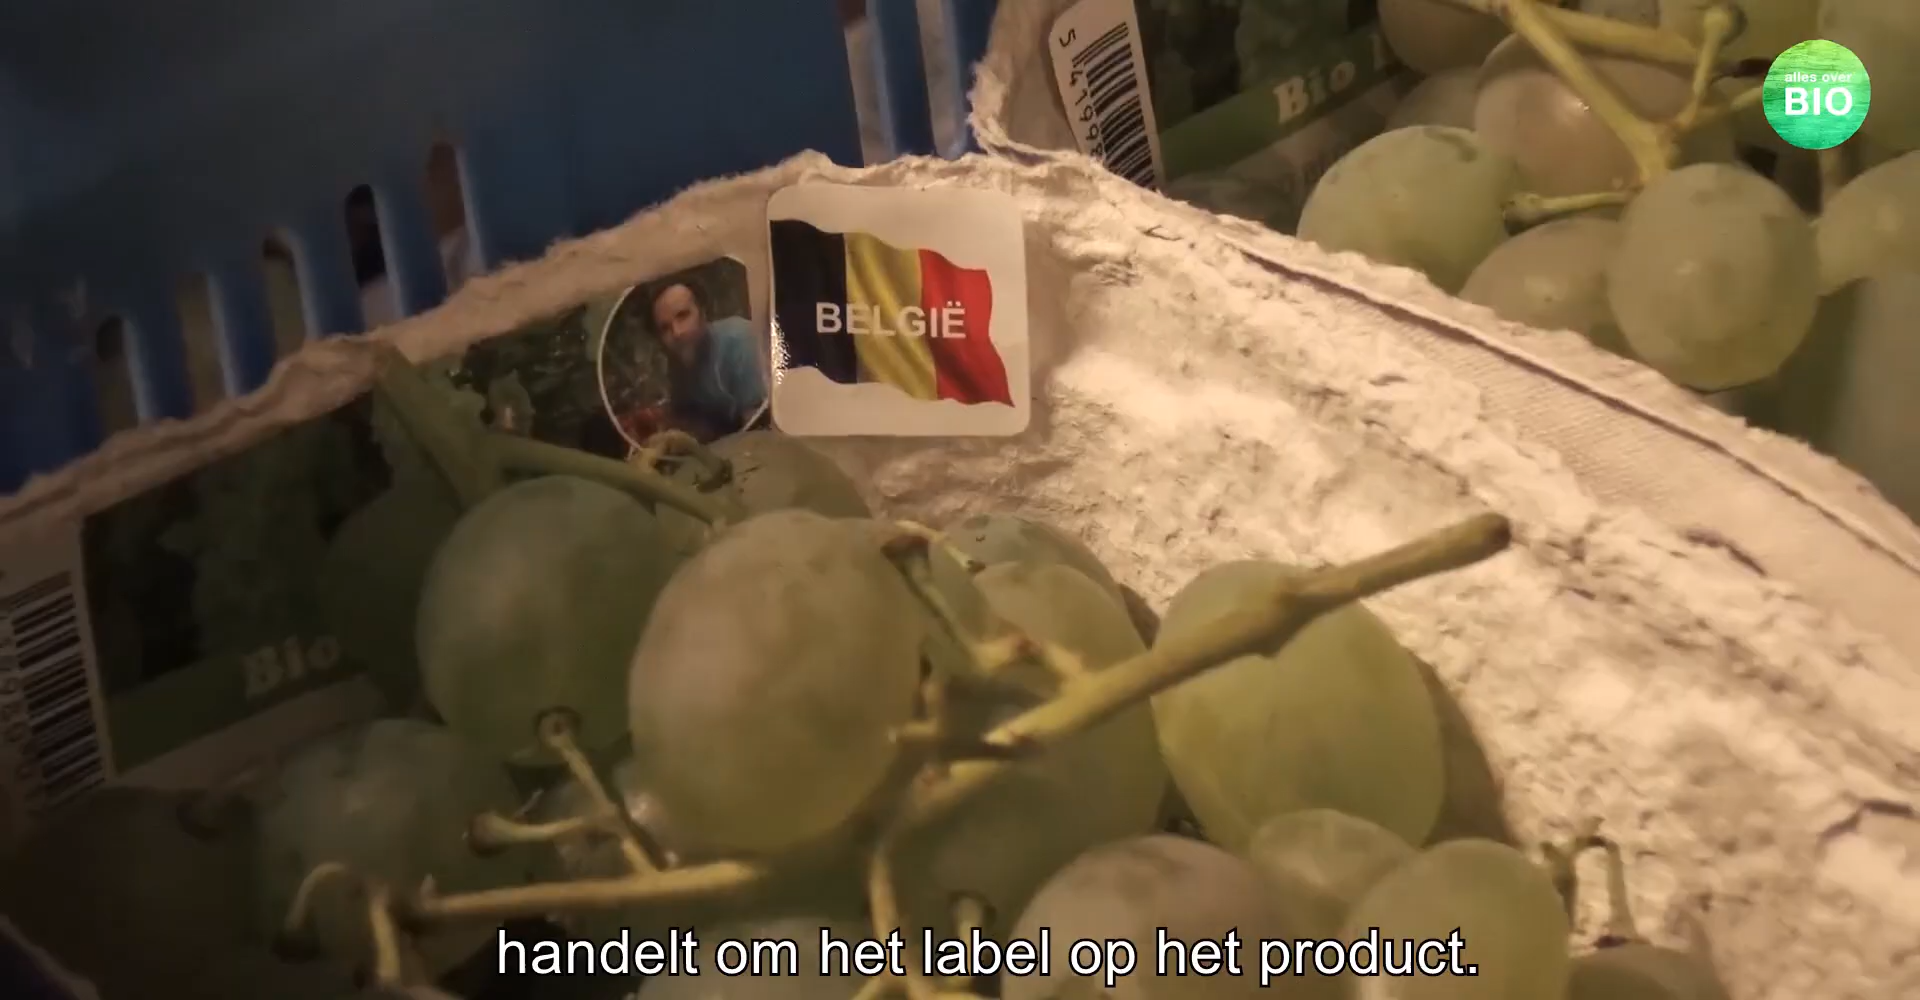 alles over
BIO
Bio
BELGIË
Bio
handelt om het label op het product.